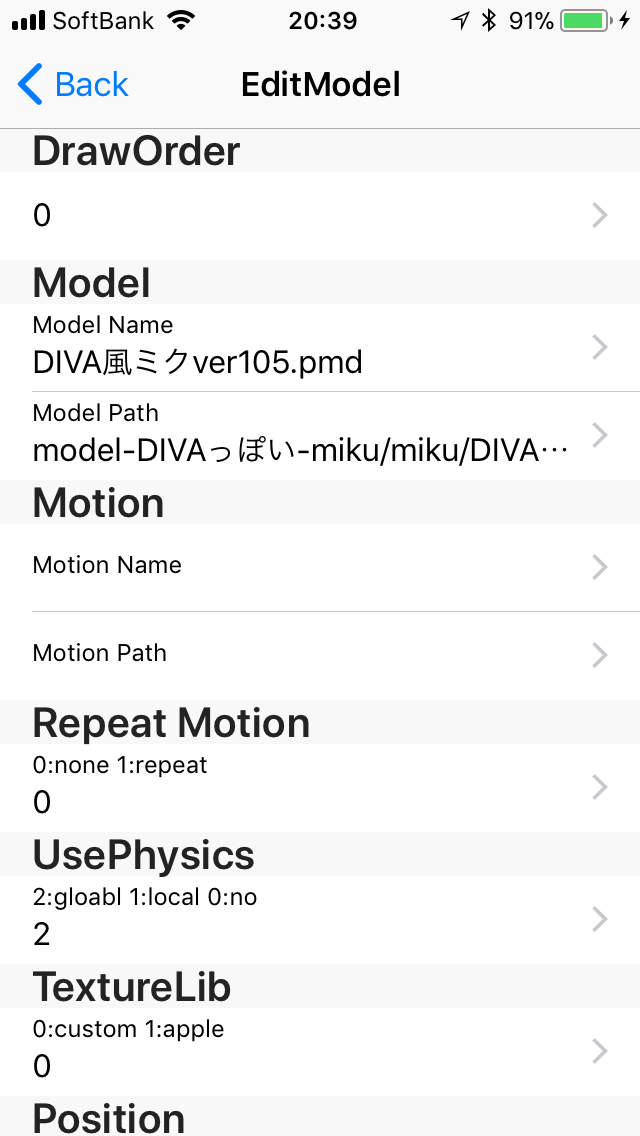 SoftBank 20:39 91%
Back EditModel
DrawOrder
0
Model
Model Name
DIVA風ミクver105.pmd
Model Path
model-DIVAっぽい-miku/miku/DIVA…
Motion
Motion Name
Motion Path
Repeat Motion
0:none 1:repeat
0
UsePhysics
2:gloabl 1:local 0:no
2
TextureLib
0:custom 1:apple
0
Position